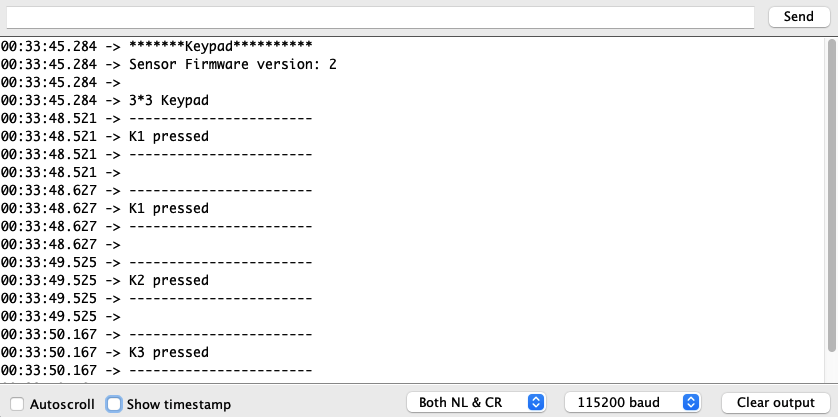 Send
00:33:45.284 -> *******Keypad**********
00:33:45.284 -> Sensor Firmware version: 2
00:33:45.284 ->
00:33:45.284 -> 3*3 Keypad
00:33:48.521 -> -----------------------
00:33:48.521 -> K1 pressed
00:33:48.521 -> -----------------------
00:33:48.521 ->
00:33:48.627 -> -----------------------
00:33:48.627 -> K1 pressed
00:33:48.627 -> -----------------------
00:33:48.627 ->
00:33:49.525 -> -----------------------
00:33:49.525 -> K2 pressed
00:33:49.525 -> -----------------------
00:33:49.525 ->
00:33:50.167 -> -----------------------
00:33:50.167 -> K3 pressed
00:33:50.167 -> -----------------------
Autoscroll Show timestamp Both NL & CR 115200 baud Clear output